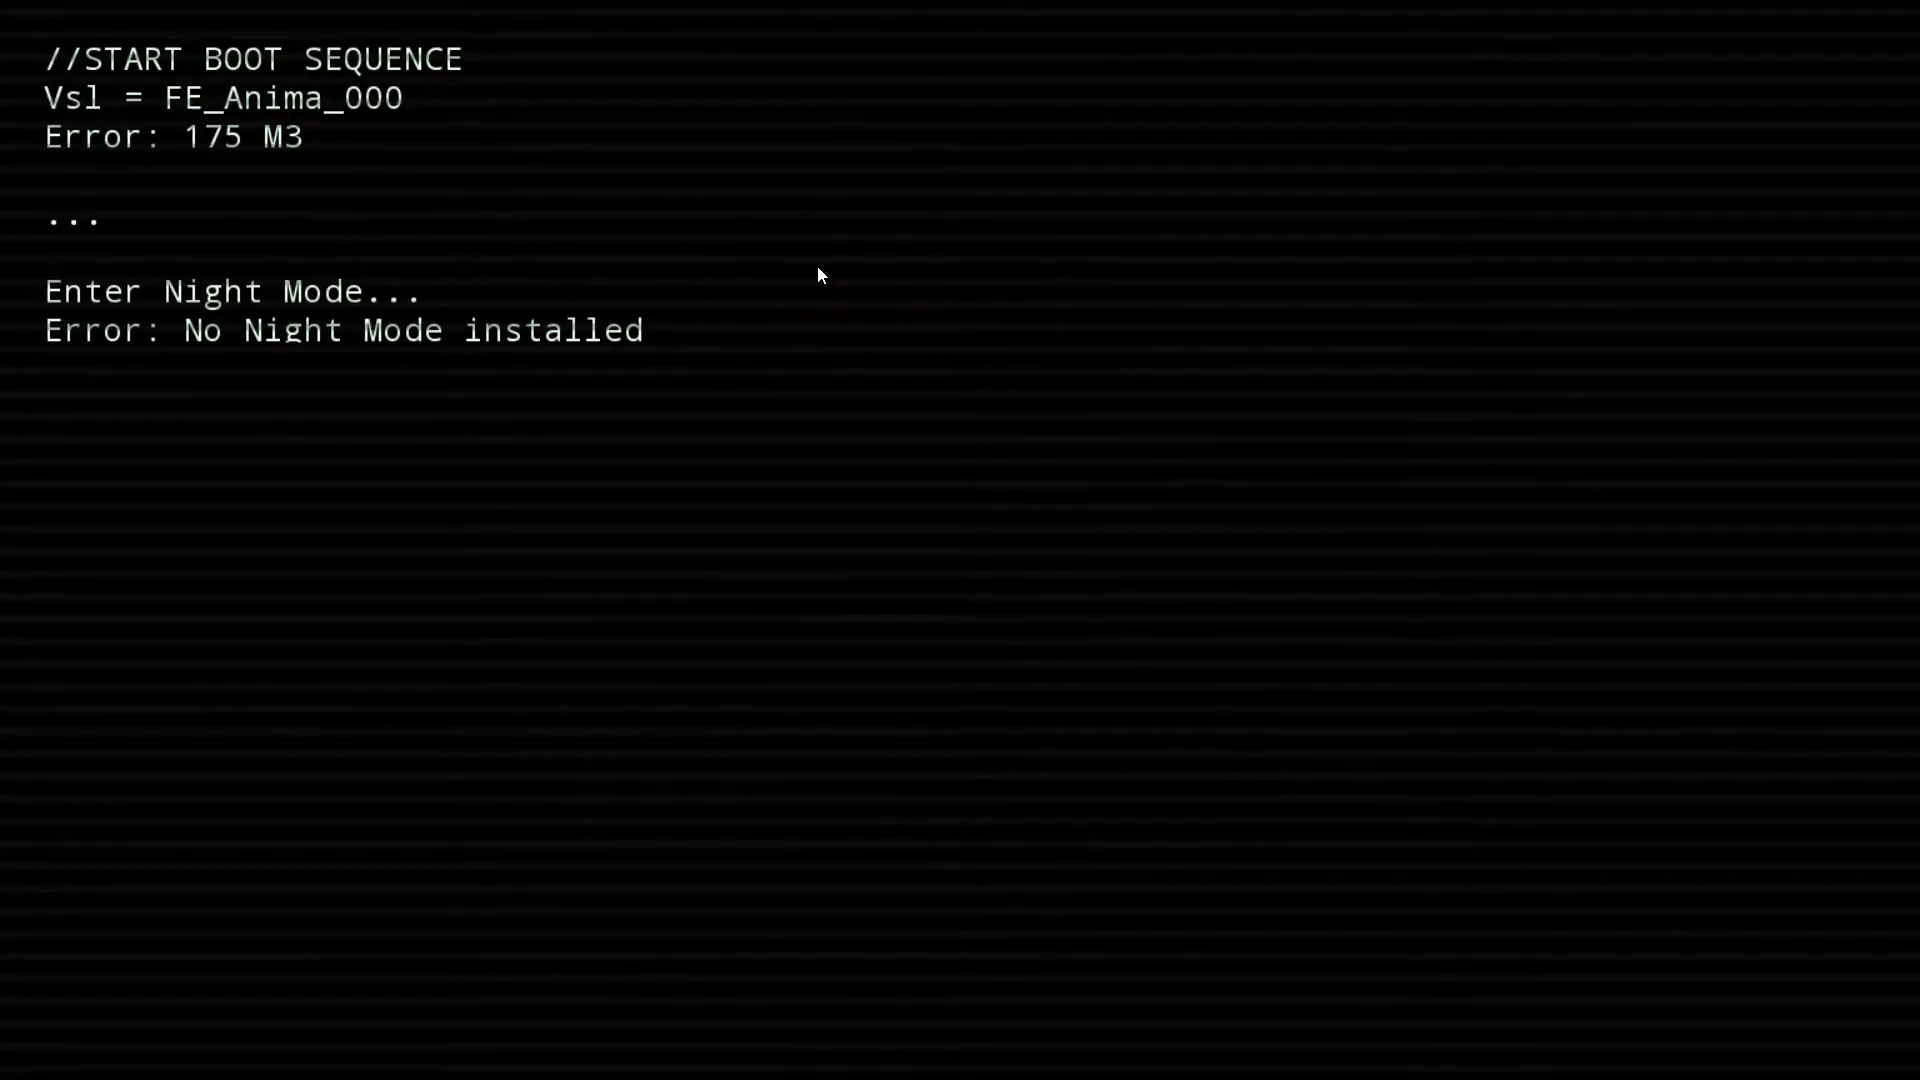 //START BOOT SEQUENCE
Vsl = FE_Anima_000
Error: 175 M3
...
Enter Night Mode...
Error: No Night Mode installed